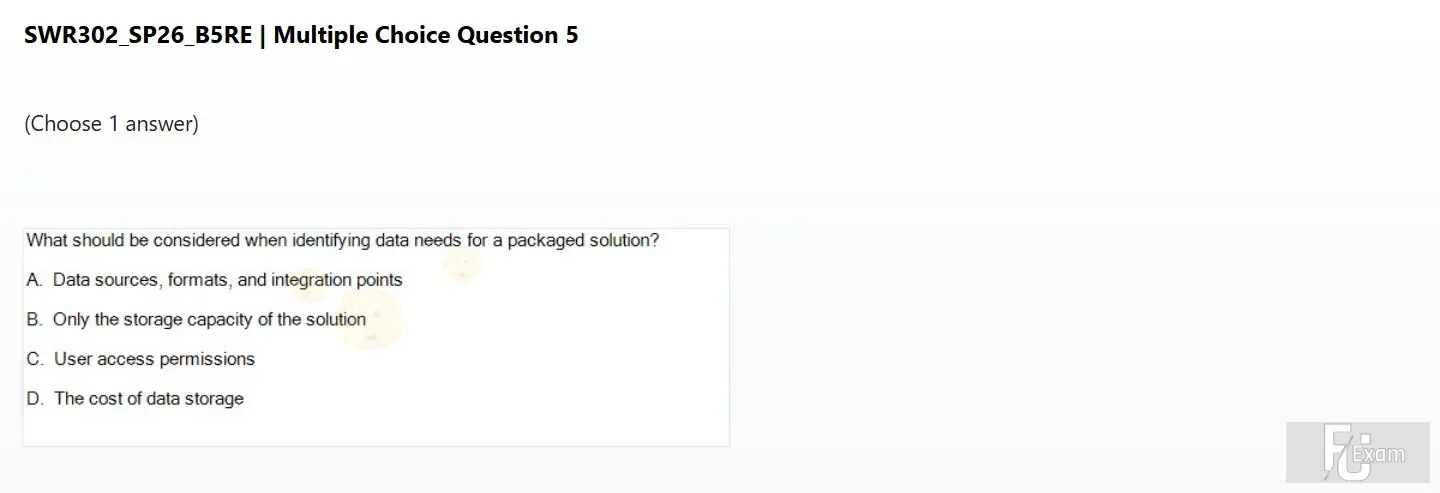 SWR302_SP26_B5RE | Multiple Choice Question 5
(Choose 1 answer)
What should be considered when identifying data needs for a packaged solution?
A. Data sources, formats, and integration points
B. Only the storage capacity of the solution
C. User access permissions
D. The cost of data storage
FU Exam